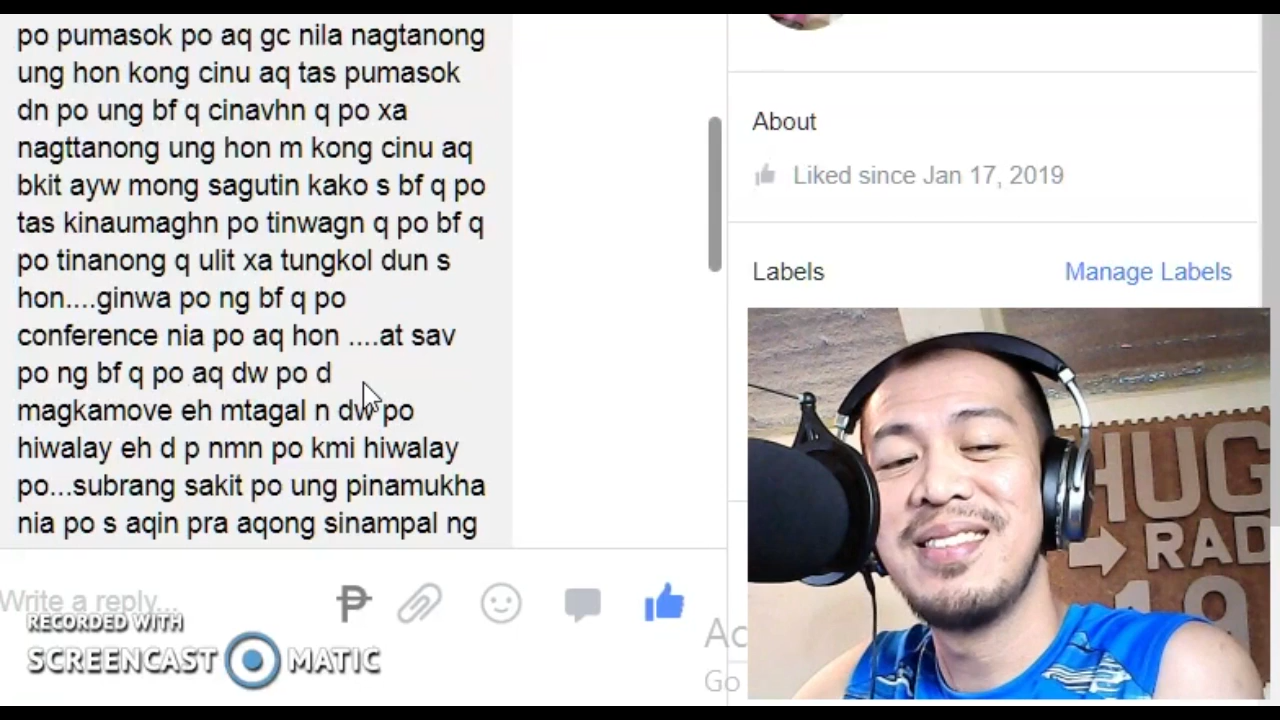 po pumasok po aq gc nila nagtanong
ung hon kong cinu aq tas pumasok
dn po ung bf q cinavhn q po xa
nagttanong ung hon m kong cinu aq
bkit ayw mong sagutin kako s bf q po
tas kinaumaghn po tinwagn q po bf q
po tinanong q ulit xa tungkol dun s
hon....ginwa po ng bf q po
conference nia po aq hon ....at sav
po ng bf q po aq dw po d
magkamove eh mtagal n dw po
hiwalay eh d p nmn po kmi hiwalay
po...subrang sakit po ung pinamukha
nia po s aqin pra aqong sinampal ng
Write a reply...
RECORDED WITH
SCREENCAST MATIC
About
Liked since Jan 17, 2019
Labels
Manage Labels
Go
HUG
RAD